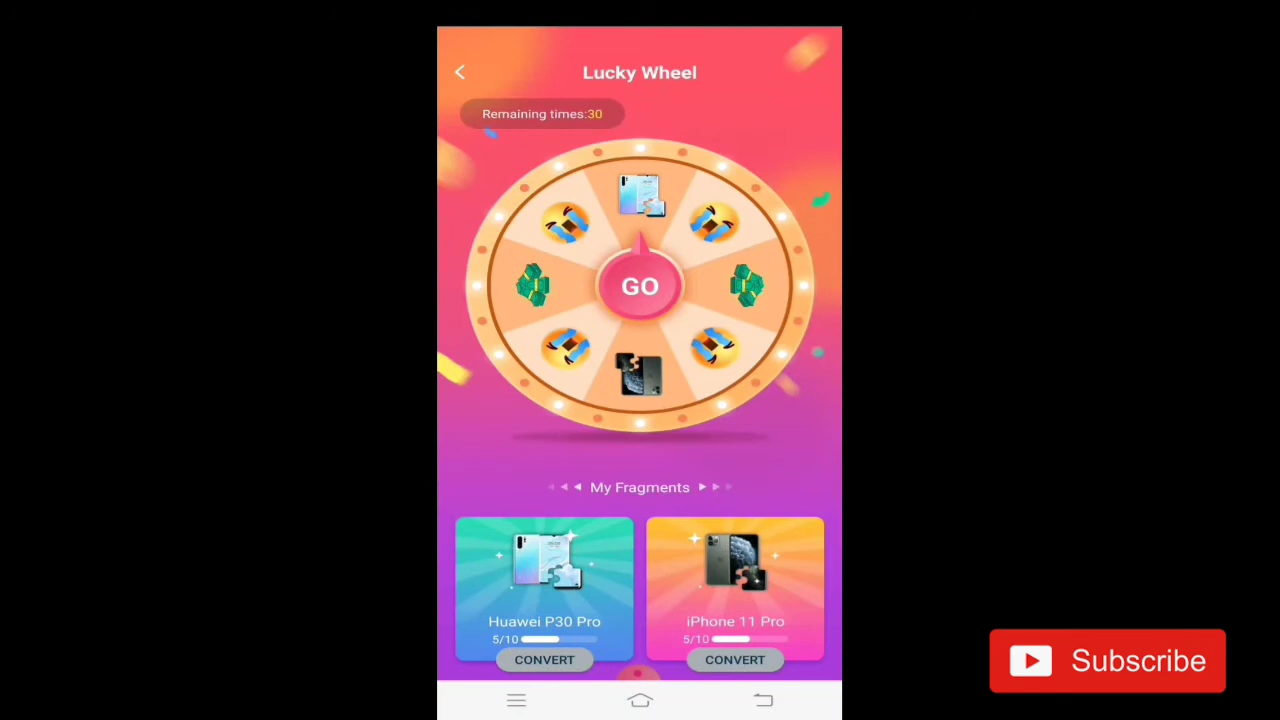 Lucky Wheel
Remaining times:30
GO
My Fragments
Huawei P30 Pro
5/10
CONVERT
iPhone 11 Pro
5/10
CONVERT
Subscribe